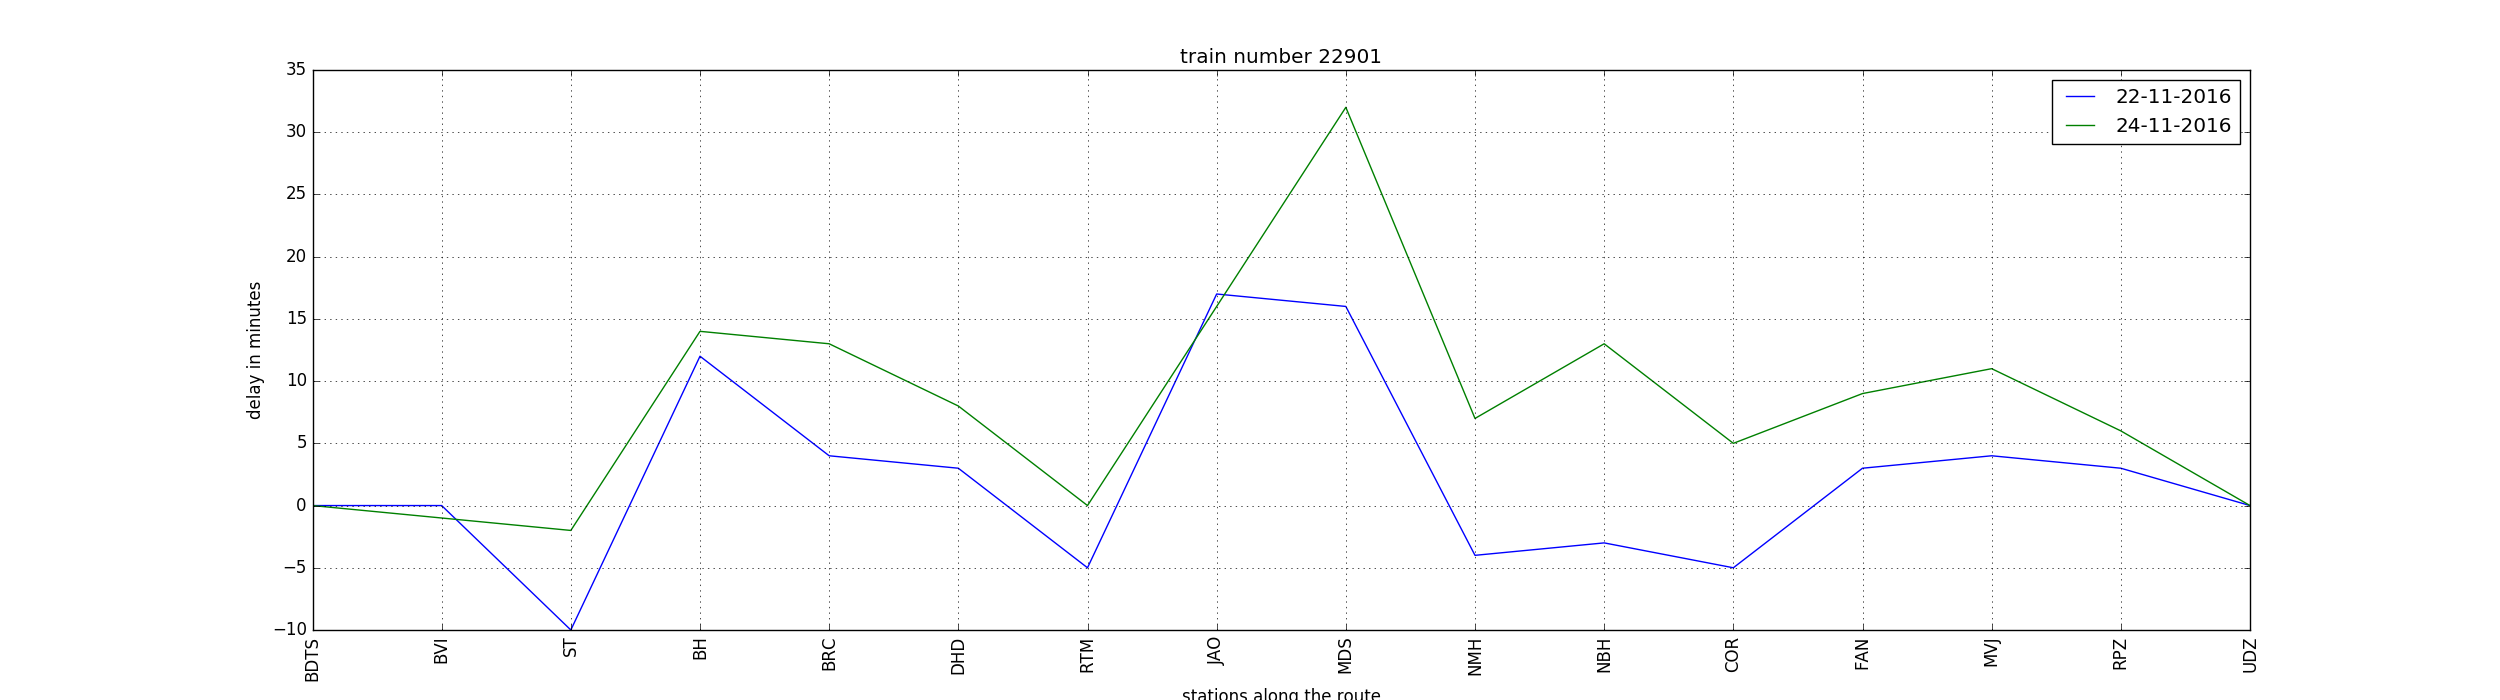 train number 22901
22-11-2016
24-11-2016
35
30
25
20
15
10
5
0
−5
−10
delay in minutes
BDTS
BVI
ST
BH
BRC
DHD
RTM
JAO
MDS
NMH
NBH
COR
FAN
MVJ
RPZ
UDZ
stations along the route